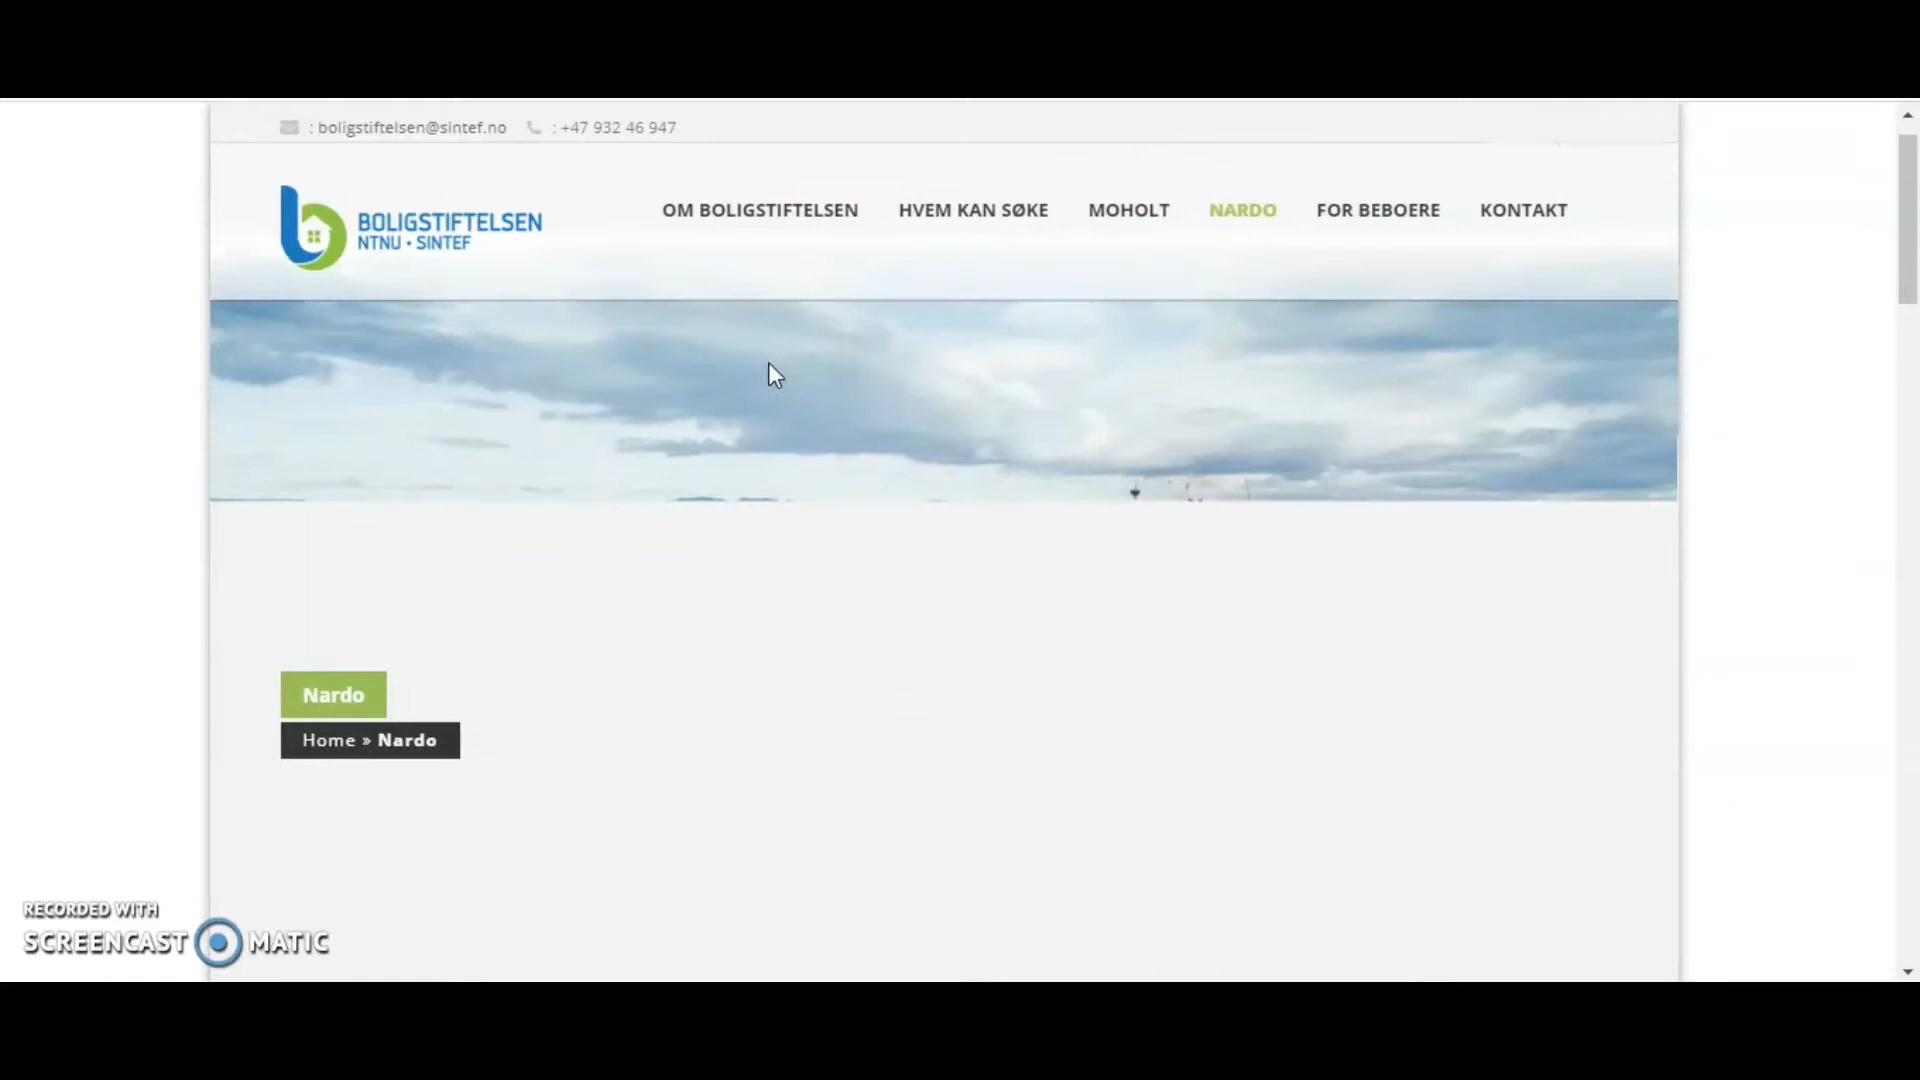 : boligstiftelsen@sintef.no : +47 932 46 947
BOLIGSTIFTELSEN
NTNU • SINTEF
OM BOLIGSTIFTELSEN HVEM KAN SØKE MOHOLT NARDO FOR BEBOERE KONTAKT
Nardo
Home » Nardo
RECORDED WITH
SCREENCAST MATIC